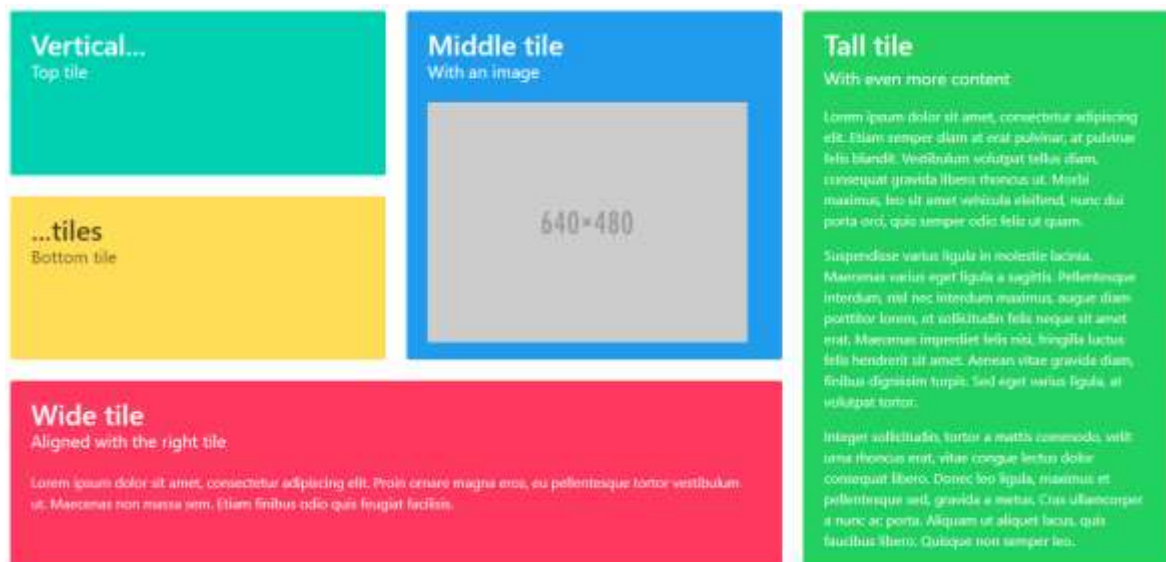 Vertical...
Top tile
...tiles
Bottom tile
Middle tile
With an image
640×480
Wide tile
Aligned with the right tile
Lorem ipsum dolor sit amet, consectetur adipiscing elit. Proin ornare magna eros, eu pellentesque tortor vestibulum
ut. Maecenas non massa sem. Etiam finibus odio quis feugiat facilisis.
Tall tile
With even more content
Lorem ipsum dolor sit amet, consectetur adipiscing
elit. Etiam semper diam at erat pulvinar, at pulvinar
felis blandit. Vestibulum volutpat tellus diam,
consequat gravida libero rhoncus ut. Morbi
maximus, leo sit amet vehicula eleifend, nunc dui
porta orci, quis semper odio felis ut quam.
Suspendisse varius ligula in molestie lacinia.
Maecenas varius eget ligula a sagittis. Pellentesque
interdum, nisl nec interdum maximus, augue diam
porttitor lorem, et sollicitudin felis neque sit amet
erat. Maecenas imperdiet felis nisi, fringilla luctus
felis hendrerit sit amet. Aenean vitae gravida diam,
finibus dignissim turpis. Sed eget varius ligula, at
volutpat tortor.
Integer sollicitudin, tortor a mattis commodo, velit
urna rhoncus erat, vitae congue lectus dolor
consequat libero. Donec leo ligula, maximus et
pellentesque sed, gravida a metus. Cras ullamcorper
a nunc ac porta. Aliquam ut aliquet lacus, quis
faucibus libero. Quisque non semper leo.